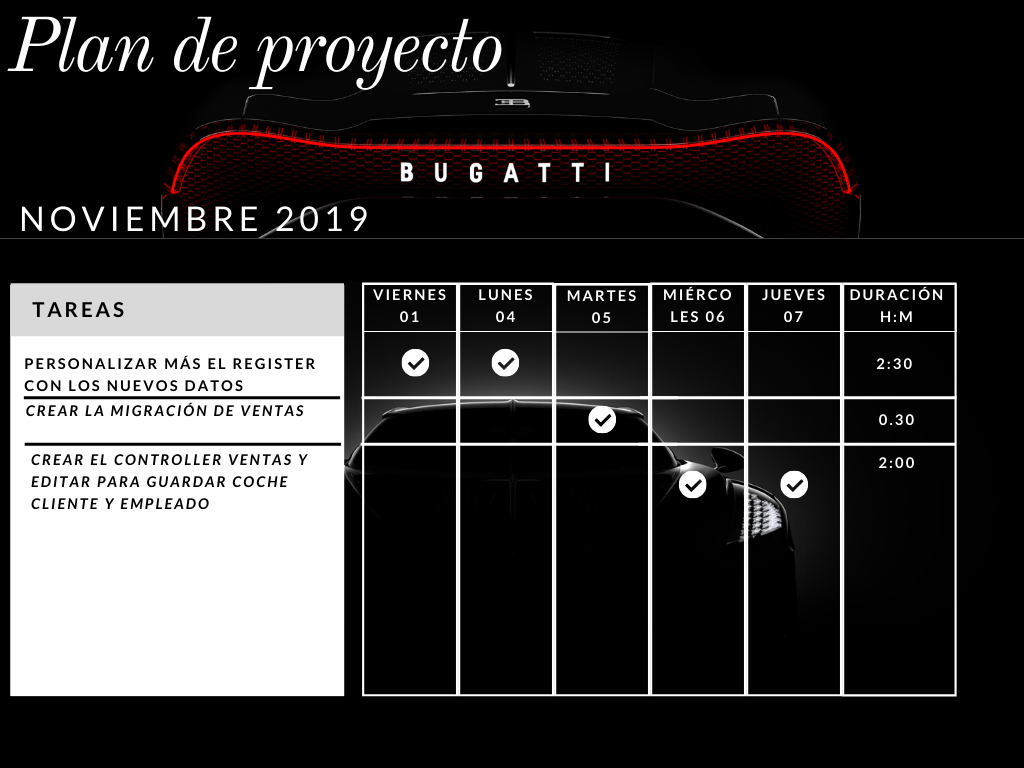 Plan de proyecto
BUGATTI
NOVIEMBRE 2019
TAREAS
VIERNES
01
LUNES
04
MARTES
05
MIÉRCO
LES 06
JUEVES
07
DURACIÓN
H:M
PERSONALIZAR MÁS EL REGISTER
CON LOS NUEVOS DATOS
2:30
CREAR LA MIGRACIÓN DE VENTAS
0.30
CREAR EL CONTROLLER VENTAS Y
EDITAR PARA GUARDAR COCHE
CLIENTE Y EMPLEADO
2:00